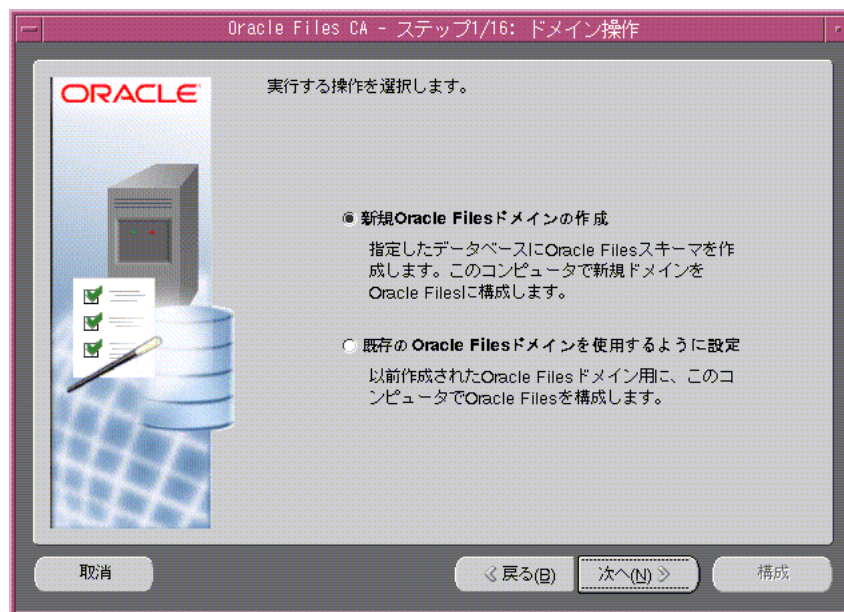 Oracle Files CA - ステップ1/16: ドメイン操作
ORACLE
実行する操作を選択します。
新規Oracle Filesドメインの作成
指定したデータベースにOracle Filesスキーマを作
成します。このコンピュータで新規ドメインを
Oracle Filesに構成します。
既存のOracle Filesドメインを使用するように設定
以前作成されたOracle Filesドメイン用に、このコ
ンピュータでOracle Filesを構成します。
取消
戻る(B)
次へ(N)
構成